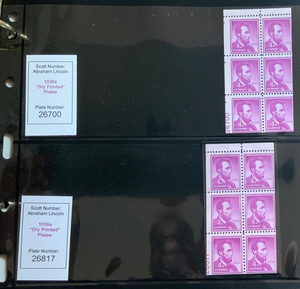 Scott Number:
Abraham Lincoln
1036a
"Dry Printed"
Plates
Plate Number:
26700
Scott Number:
Abraham Lincoln
1036a
"Dry Printed"
Plates
Plate Number:
26817